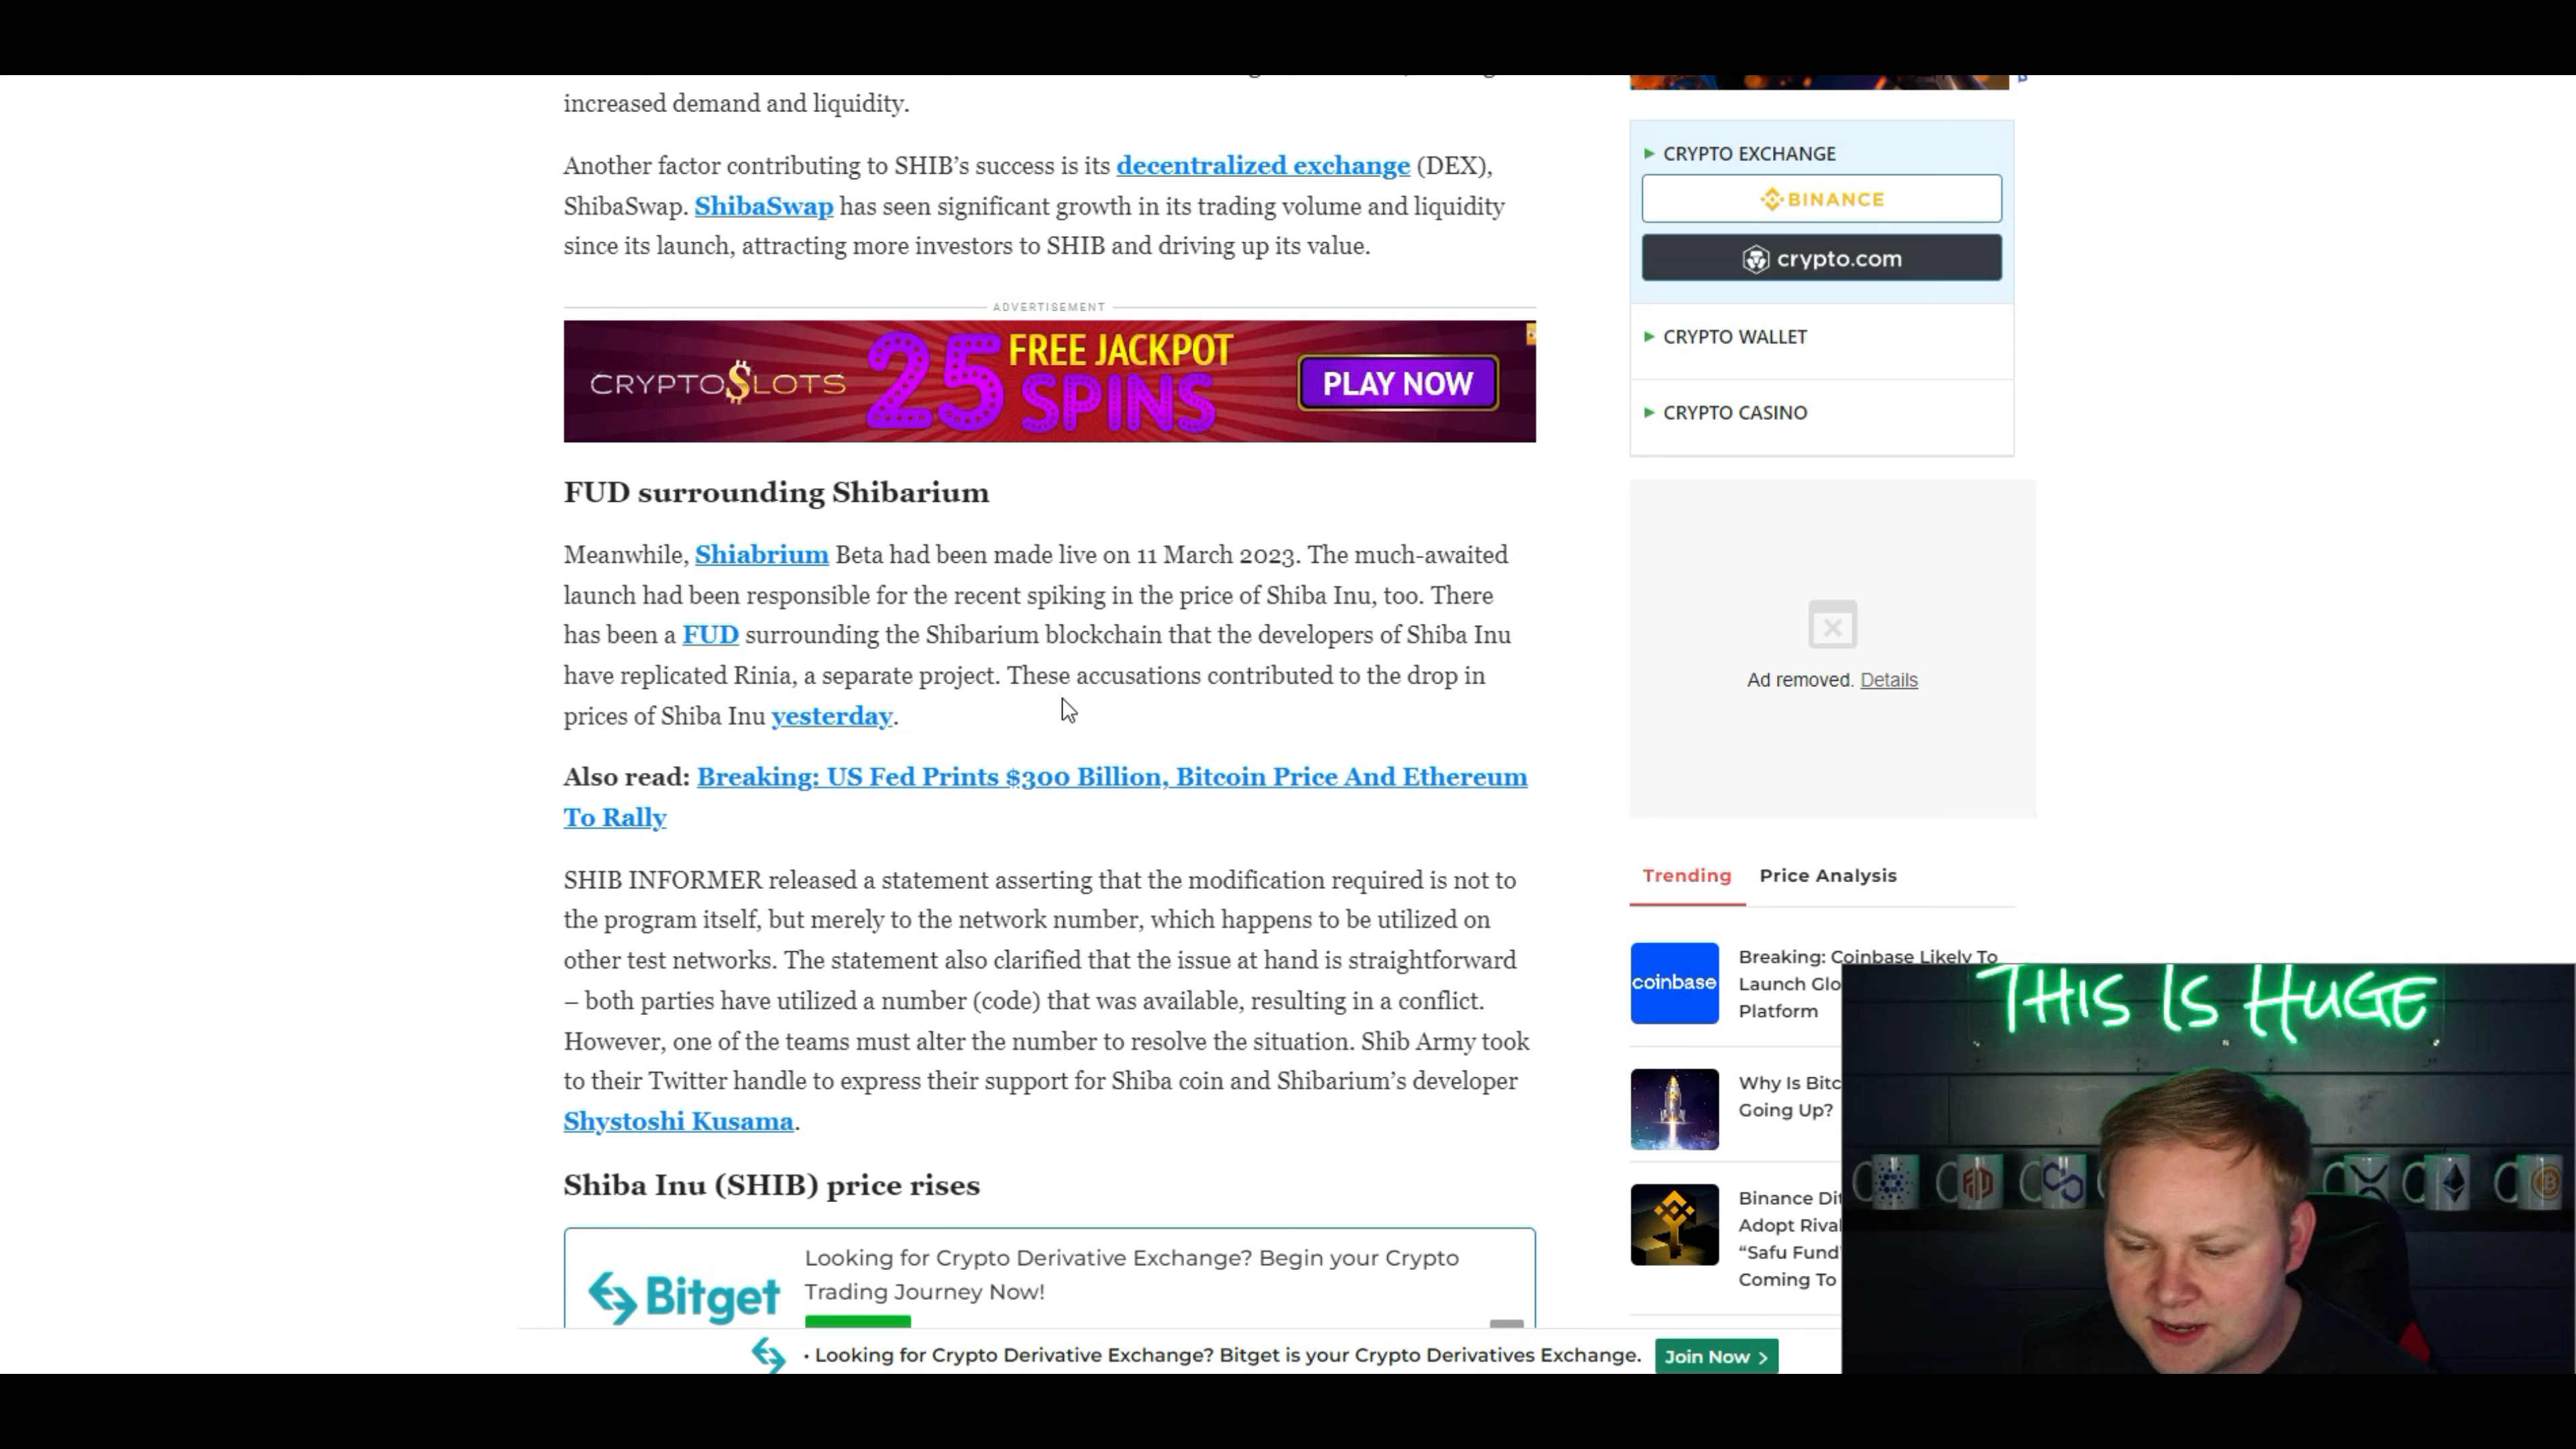 increased demand and liquidity.
Another factor contributing to SHIB's success is its decentralized exchange (DEX),
ShibaSwap. ShibaSwap has seen significant growth in its trading volume and liquidity
since its launch, attracting more investors to SHIB and driving up its value.
ADVERTISEMENT
CRYPTO$LOTS
25 FREE JACKPOT
SPINS
PLAY NOW
FUD surrounding Shibarium
Meanwhile, Shiabrium Beta had been made live on 11 March 2023. The much-awaited
launch had been responsible for the recent spiking in the price of Shiba Inu, too. There
has been a FUD surrounding the Shibarium blockchain that the developers of Shiba Inu
have replicated Rinia, a separate project. These accusations contributed to the drop in
prices of Shiba Inu yesterday.
Also read: Breaking: US Fed Prints $300 Billion, Bitcoin Price And Ethereum
To Rally
SHIB INFORMER released a statement asserting that the modification required is not to
the program itself, but merely to the network number, which happens to be utilized on
other test networks. The statement also clarified that the issue at hand is straightforward
– both parties have utilized a number (code) that was available, resulting in a conflict.
However, one of the teams must alter the number to resolve the situation. Shib Army took
to their Twitter handle to express their support for Shiba coin and Shibarium's developer
Shystoshi Kusama.
Shiba Inu (SHIB) price rises
Bitget
Looking for Crypto Derivative Exchange? Begin your Crypto
Trading Journey Now!
• Looking for Crypto Derivative Exchange? Bitget is your Crypto Derivatives Exchange.
Join Now >
CRYPTO EXCHANGE
BINANCE
crypto.com
CRYPTO WALLET
CRYPTO CASINO
Ad removed. Details
Trending Price Analysis
coinbase
Breaking: Coinbase Likely To
Launch Glo
Platform
Why Is Bitc
Going Up?
Binance Dit
Adopt Rival
"Safu Fund"
Coming To
THIS IS HUGE